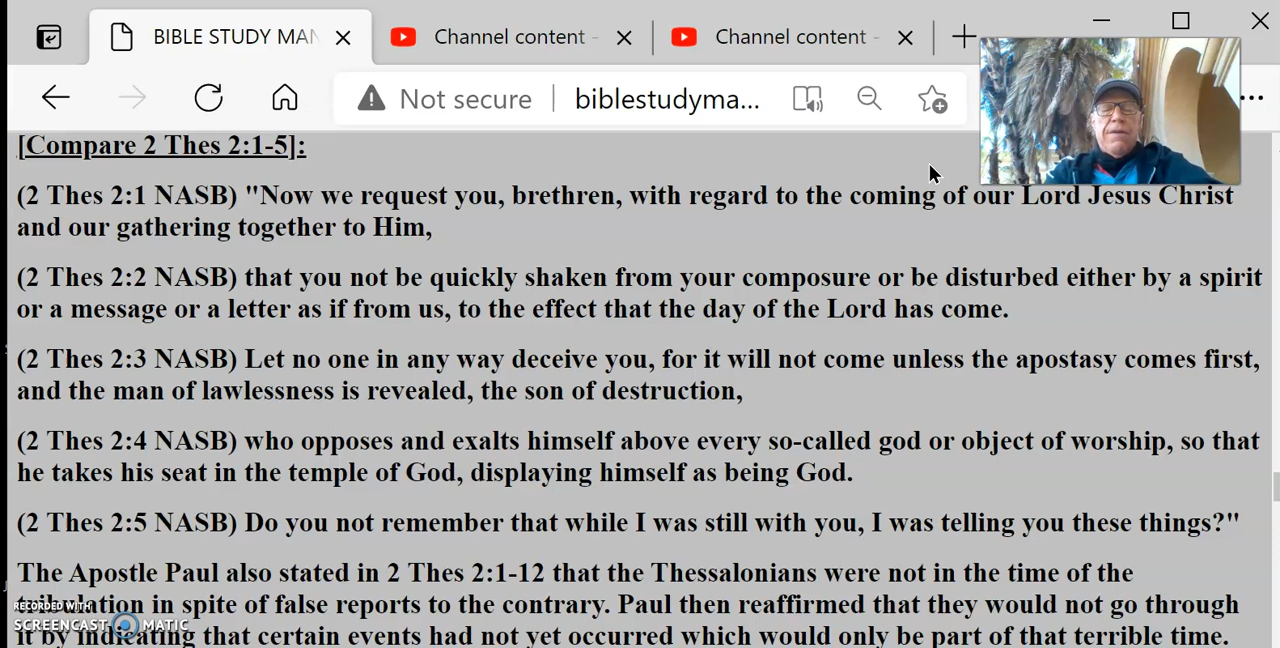 BIBLE STUDY MAN
Channel content -
Channel content -
Not secure
biblestudyma...
[Compare 2 Thes 2:1-5]:
(2 Thes 2:1 NASB) "Now we request you, brethren, with regard to the coming of our Lord Jesus Christ
and our gathering together to Him,
(2 Thes 2:2 NASB) that you not be quickly shaken from your composure or be disturbed either by a spirit
or a message or a letter as if from us, to the effect that the day of the Lord has come.
(2 Thes 2:3 NASB) Let no one in any way deceive you, for it will not come unless the apostasy comes first,
and the man of lawlessness is revealed, the son of destruction,
(2 Thes 2:4 NASB) who opposes and exalts himself above every so-called god or object of worship, so that
he takes his seat in the temple of God, displaying himself as being God.
(2 Thes 2:5 NASB) Do you not remember that while I was still with you, I was telling you these things?"
The Apostle Paul also stated in 2 Thes 2:1-12 that the Thessalonians were not in the time of the
tribulation in spite of false reports to the contrary. Paul then reaffirmed that they would not go through
it by indicating that certain events had not yet occurred which would only be part of that terrible time.
RECORDED WITH
SCREENCAST MATIC